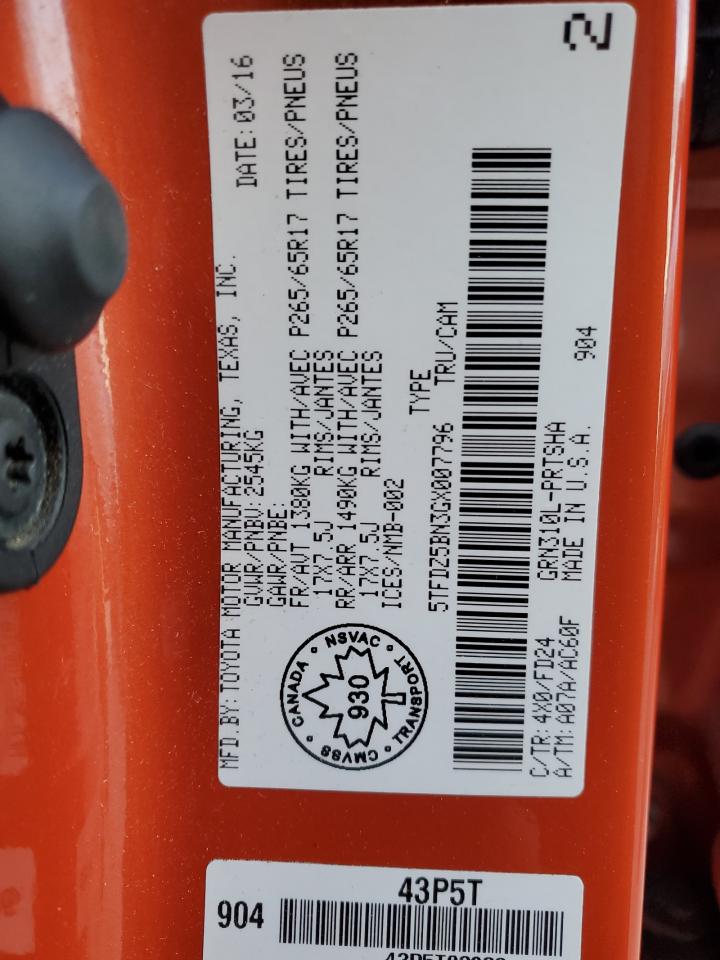 2
MFD. BY: TOYOTA MOTOR MANUFACTURING, TEXAS, INC.
GVWR/PNBV: 2545KG DATE: 03/16
GAWR/PNBE:
FR/AVT 1380KG WITH/AVEC P265/65R17 TIRES/PNEUS
17X7.5J RIMS/JANTES
RR/ARR 1490KG WITH/AVEC P265/65R17 TIRES/PNEUS
17X7.5J RIMS/JANTES
ICES/NMB-002
TYPE
5TFDZ5BN3GX007796 TRU/CAM
CANADA · NSVAC · TRANSPORT · CMVSS
930
C/TR: 4X0/FD24 GRN310L-PRTSHA 904
A/TM: A07A/AC60F MADE IN U.S.A.
43P5T
904